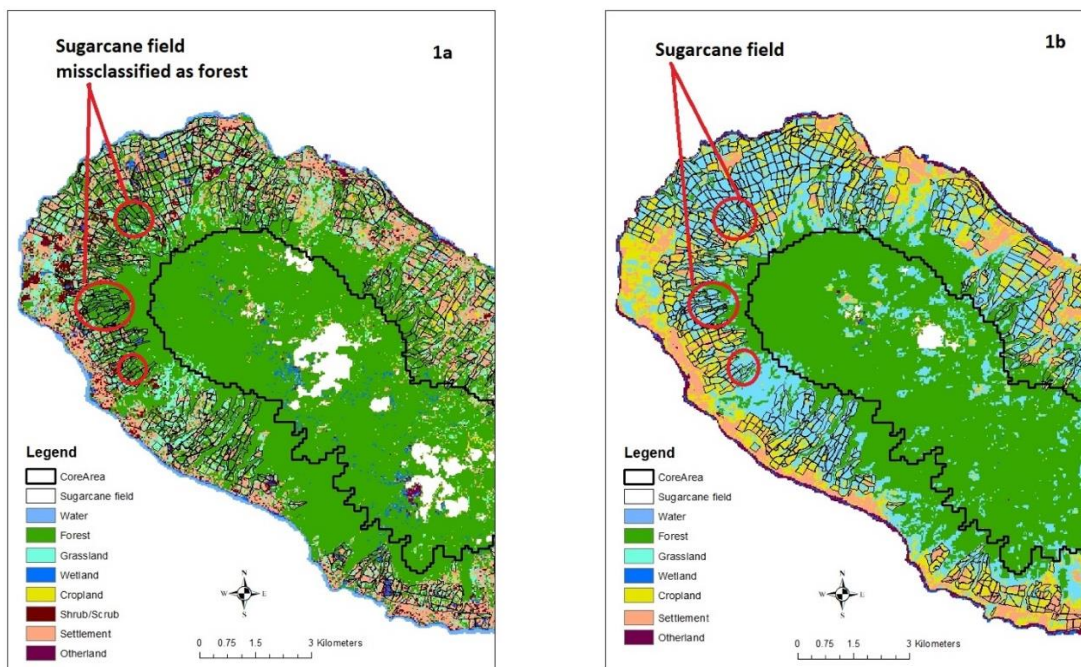 Sugarcane field
missclassified as forest
1a
Legend
CoreArea
Sugarcane field
Water
Forest
Grassland
Wetland
Cropland
Shrub/Scrub
Settlement
Otherland
N
W E
S
0 0.75 1.5 3 Kilometers
Sugarcane field
1b
Legend
CoreArea
Sugarcane field
Water
Forest
Grassland
Wetland
Cropland
Settlement
Otherland
N
W E
S
0 0.75 1.5 3 Kilometers